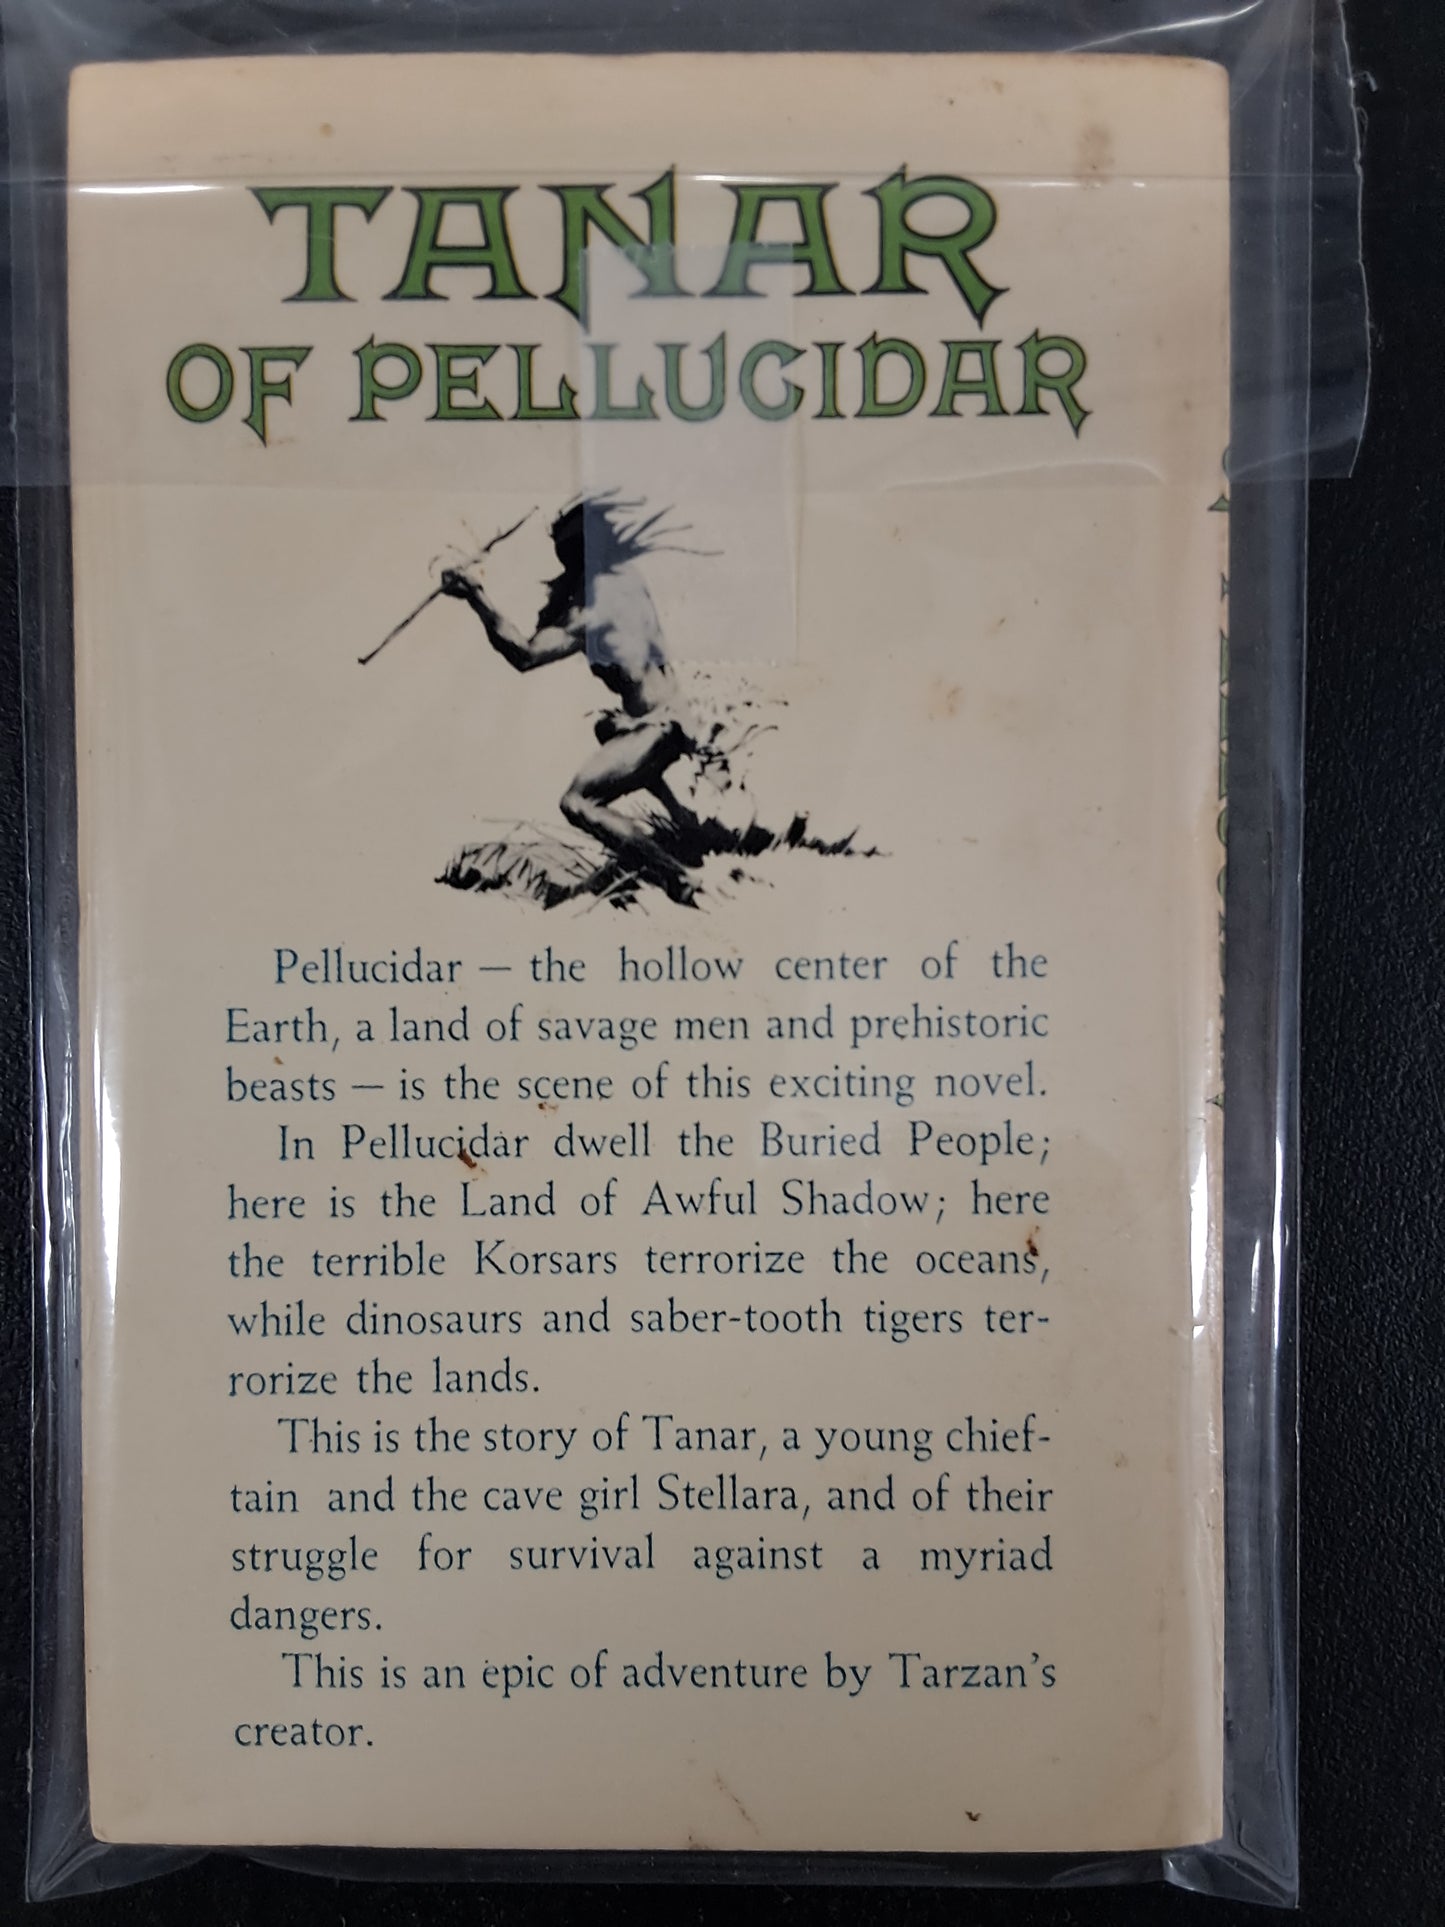 TANAR
OF PELLUCIDAR
Pellucidar — the hollow center of the
Earth, a land of savage men and prehistoric
beasts — is the scene of this exciting novel.
In Pellucidar dwell the Buried People;
here is the Land of Awful Shadow; here
the terrible Korsars terrorize the oceans,
while dinosaurs and saber-tooth tigers ter-
rorize the lands.
This is the story of Tanar, a young chief-
tain and the cave girl Stellara, and of their
struggle for survival against a myriad
dangers.
This is an epic of adventure by Tarzan's
creator.